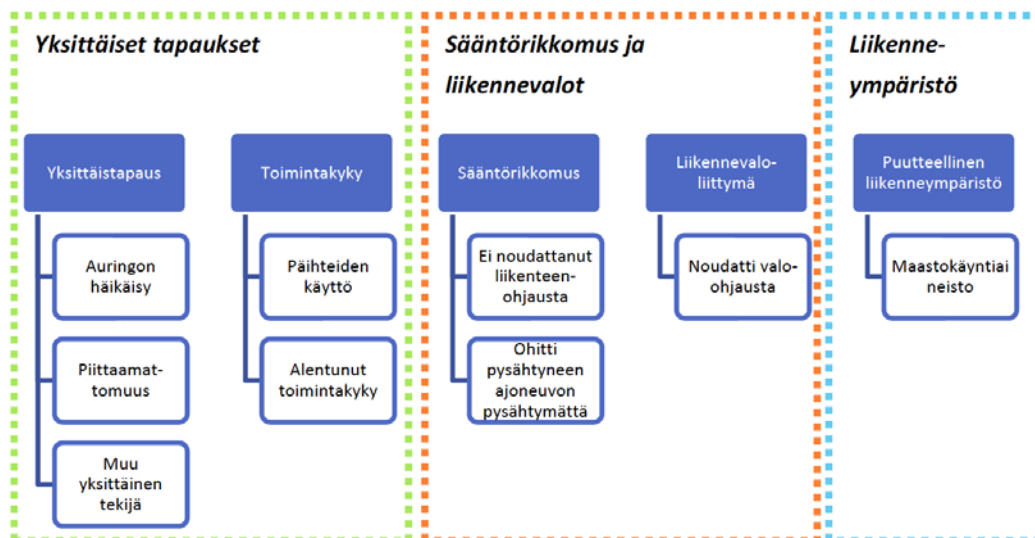 Yksittäiset tapaukset
Yksittäistapaus
Auringon
häikäisy
Piittaamat-
tomuus
Muu
yksittäinen
tekijä
Toimintakyky
Päihteiden
käyttö
Alentunut
toimintakyky
Sääntörikkomus ja
liikennevalot
Sääntörikkomus
Ei noudattanut
liikenteen-
ohjausta
Ohitti
pysähtyneen
ajoneuvon
pysähtymättä
Liikennevalo-
liittymä
Noudatti valo-
ohjausta
Liikenne-
ympäristö
Puutteellinen
liikenneympäristö
Maastokäyntiai
neisto